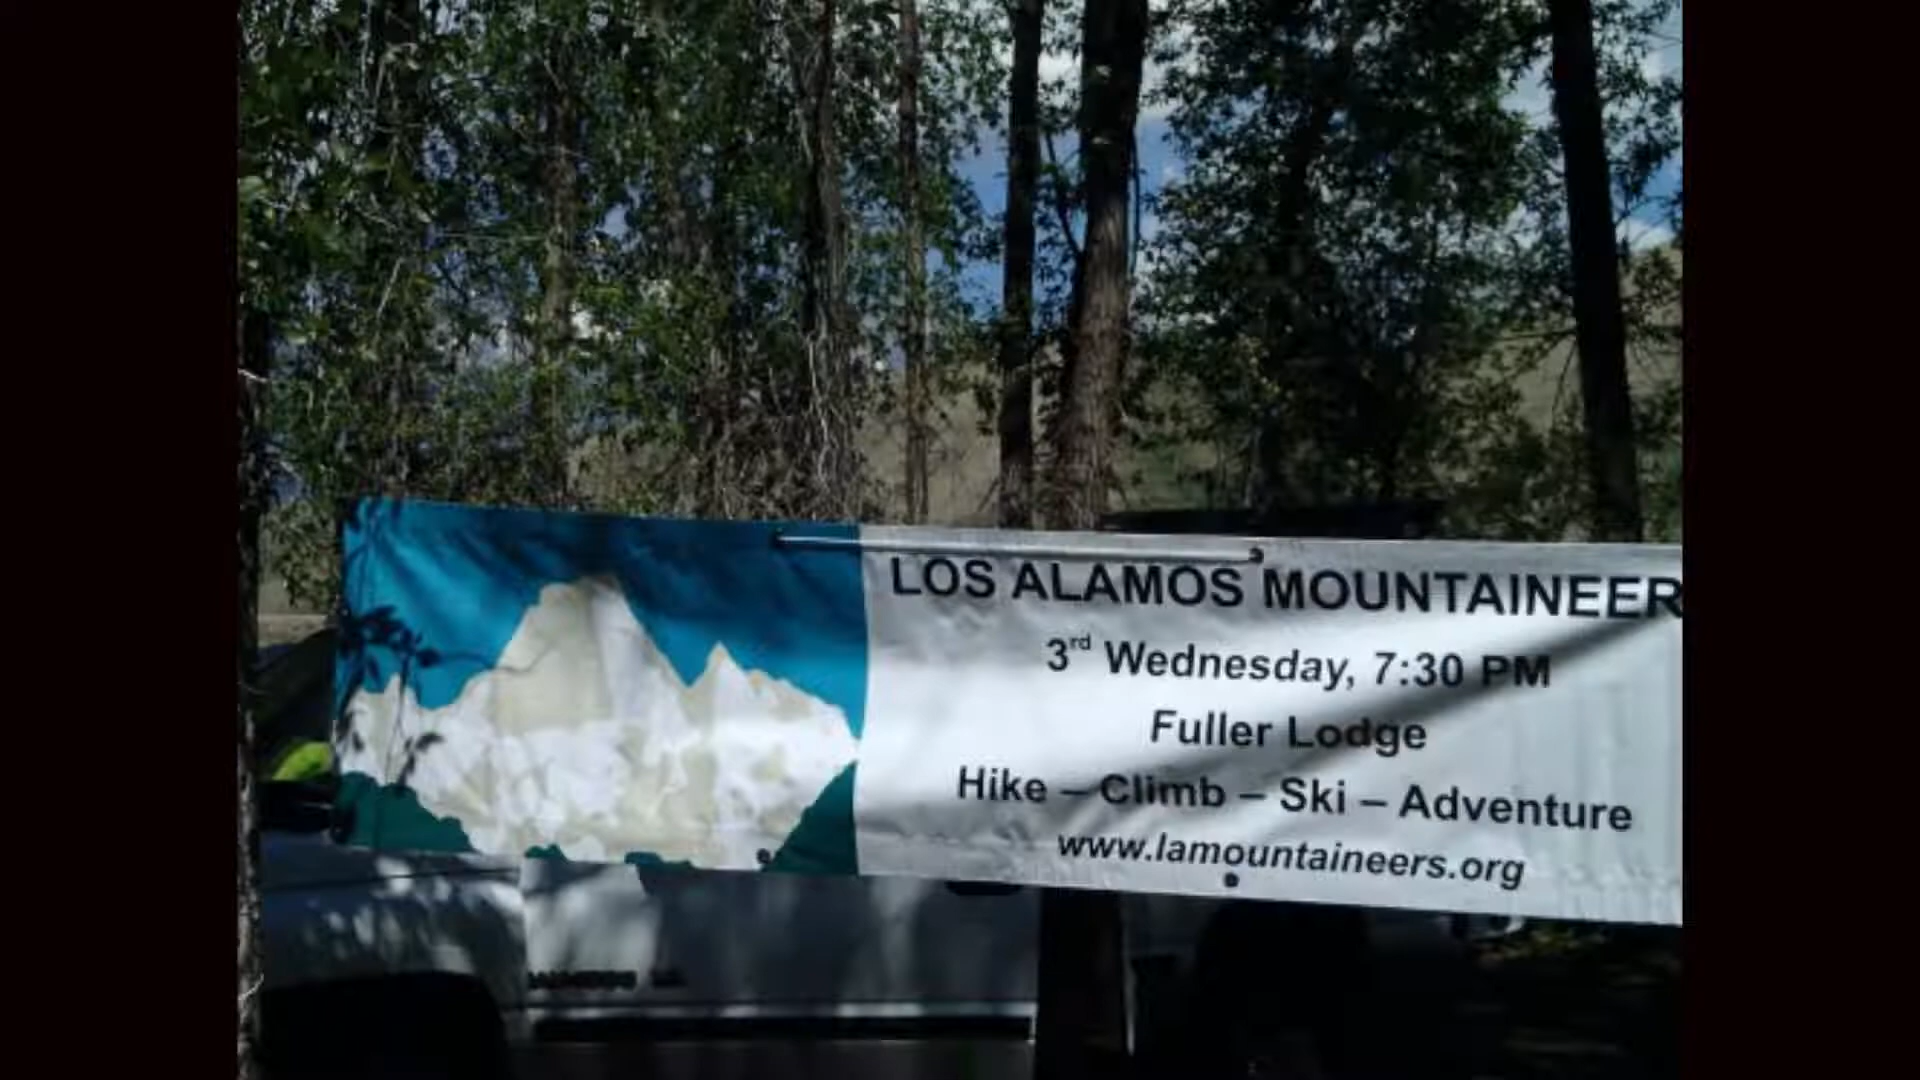 LOS ALAMOS MOUNTAINEER
3rd Wednesday, 7:30 PM
Fuller Lodge
Hike – Climb – Ski – Adventure
www.lamountaineers.org